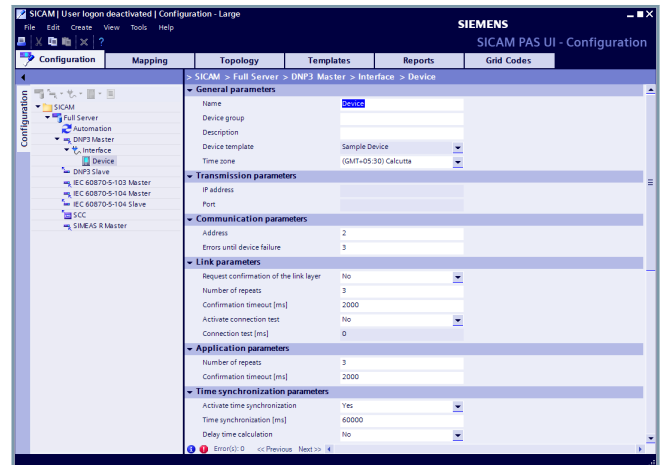 SICAM | User logon deactivated | Configuration - Large
File Edit Create View Tools Help
SIEMENS
SICAM PAS UI - Configuration
Configuration Mapping Topology Templates Reports Grid Codes
> SICAM > Full Server > DNP3 Master > Interface > Device
Configuration
SICAM
Full Server
Automation
DNP3 Master
Interface
Device
DNP3 Slave
IEC 60870-5-103 Master
IEC 60870-5-104 Master
IEC 60870-5-104 Slave
SCC
SIMEAS R Master
General parameters
Name Device
Device group
Description
Device template Sample Device
Time zone (GMT+05:30) Calcutta
Transmission parameters
IP address
Port
Communication parameters
Address 2
Errors until device failure 3
Link parameters
Request confirmation of the link layer No
Number of repeats 3
Confirmation timeout [ms] 2000
Activate connection test No
Connection test [ms] 0
Application parameters
Number of repeats 3
Confirmation timeout [ms] 2000
Time synchronization parameters
Activate time synchronization Yes
Time synchronization [ms] 60000
Delay time calculation No
Error(s): 0 << Previous Next >>